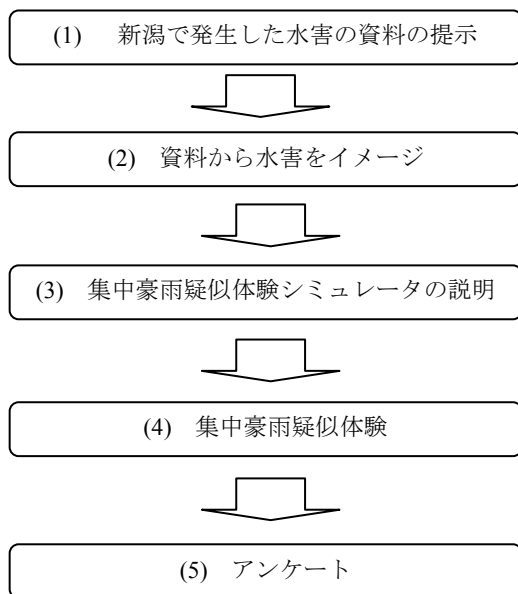 (1) 新潟で発生した水害の資料の提示
(2) 資料から水害をイメージ
(3) 集中豪雨疑似体験シミュレータの説明
(4) 集中豪雨疑似体験
(5) アンケート